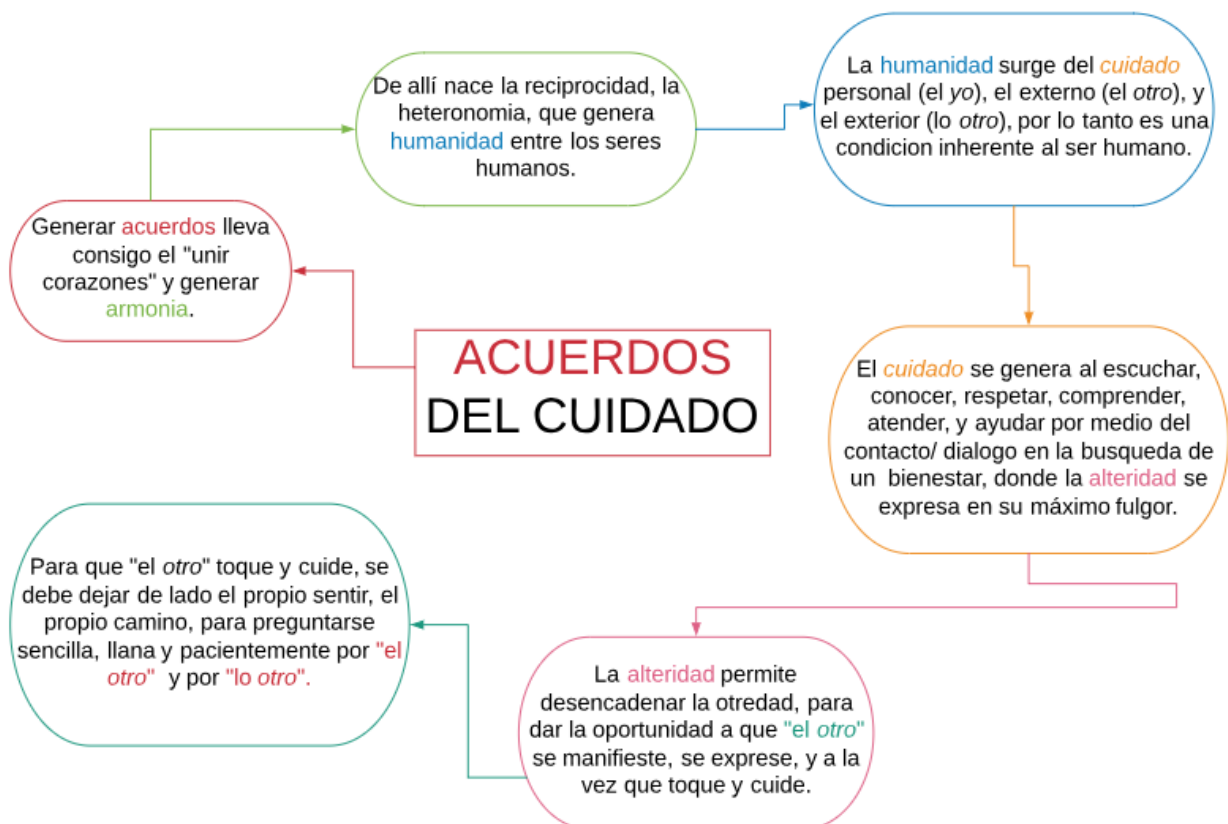 ACUERDOS
DEL CUIDADO
Generar acuerdos lleva
consigo el "unir
corazones" y generar
armonia.
De allí nace la reciprocidad, la
heteronomia, que genera
humanidad entre los seres
humanos.
La humanidad surge del cuidado
personal (el yo), el externo (el otro), y
el exterior (lo otro), por lo tanto es una
condicion inherente al ser humano.
El cuidado se genera al escuchar,
conocer, respetar, comprender,
atender, y ayudar por medio del
contacto/ dialogo en la busqueda de
un bienestar, donde la alteridad se
expresa en su máximo fulgor.
La alteridad permite
desencadenar la otredad, para
dar la oportunidad a que "el otro"
se manifieste, se exprese, y a la
vez que toque y cuide.
Para que "el otro" toque y cuide, se
debe dejar de lado el propio sentir, el
propio camino, para preguntarse
sencilla, llana y pacientemente por "el
otro" y por "lo otro".